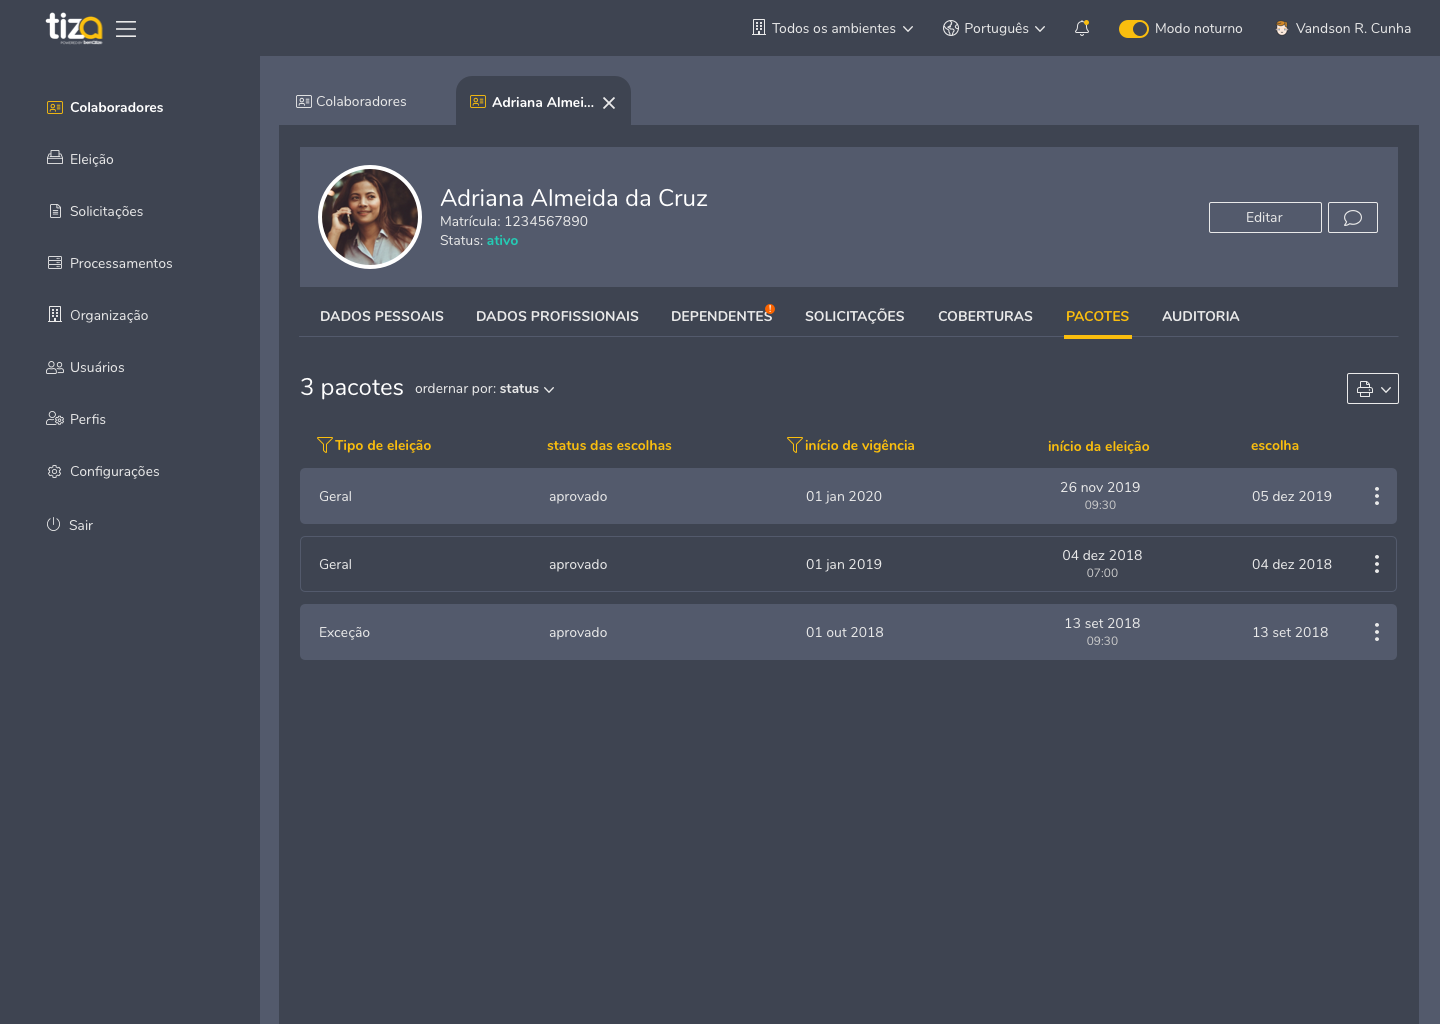 tiza
Todos os ambientes
Português
Modo noturno
Vandson R. Cunha
Colaboradores
Eleição
Solicitações
Processamentos
Organização
Usuários
Perfis
Configurações
Sair
Colaboradores
Adriana Almei...
Adriana Almeida da Cruz
Matrícula: 1234567890
Status: ativo
Editar
DADOS PESSOAIS
DADOS PROFISSIONAIS
DEPENDENTES
!
SOLICITAÇÕES
COBERTURAS
PACOTES
AUDITORIA
3 pacotes
ordernar por: status
Tipo de eleição
status das escolhas
início de vigência
início da eleição
escolha
Geral
aprovado
01 jan 2020
26 nov 2019
09:30
05 dez 2019
Geral
aprovado
01 jan 2019
04 dez 2018
07:00
04 dez 2018
Exceção
aprovado
01 out 2018
13 set 2018
09:30
13 set 2018